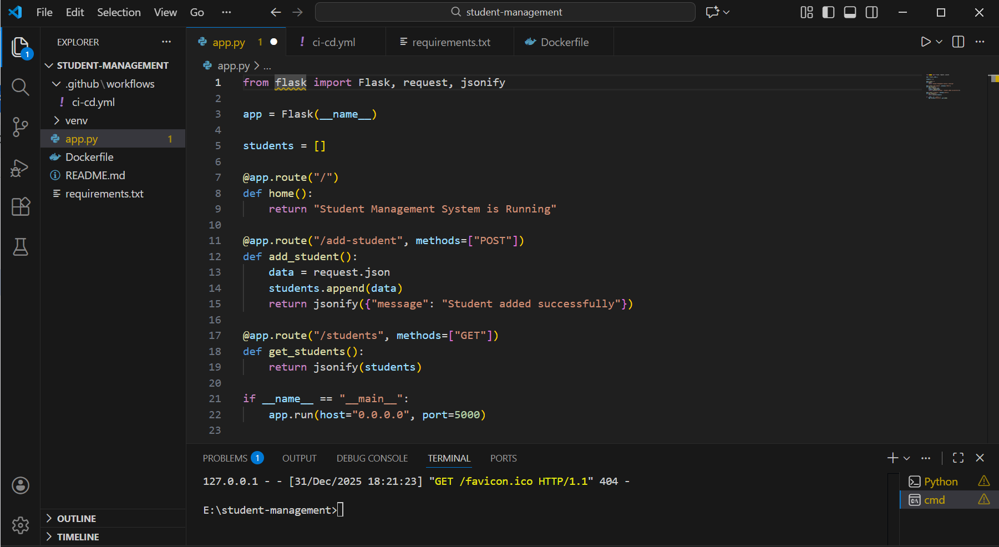 File Edit Selection View Go ··· student-management
EXPLORER ···
STUDENT-MANAGEMENT
.github\workflows
! ci-cd.yml
venv
app.py 1
Dockerfile
README.md
requirements.txt
OUTLINE
TIMELINE
app.py 1 ! ci-cd.yml requirements.txt Dockerfile
app.py > ...
1 from flask import Flask, request, jsonify
2
3 app = Flask(__name__)
4
5 students = []
6
7 @app.route("/")
8 def home():
9 return "Student Management System is Running"
10
11 @app.route("/add-student", methods=["POST"])
12 def add_student():
13 data = request.json
14 students.append(data)
15 return jsonify({"message": "Student added successfully"})
16
17 @app.route("/students", methods=["GET"])
18 def get_students():
19 return jsonify(students)
20
21 if __name__ == "__main__":
22 app.run(host="0.0.0.0", port=5000)
23
PROBLEMS 1 OUTPUT DEBUG CONSOLE TERMINAL PORTS
127.0.0.1 - - [31/Dec/2025 18:21:23] "GET /favicon.ico HTTP/1.1" 404 -
E:\student-management>
Python
cmd
1